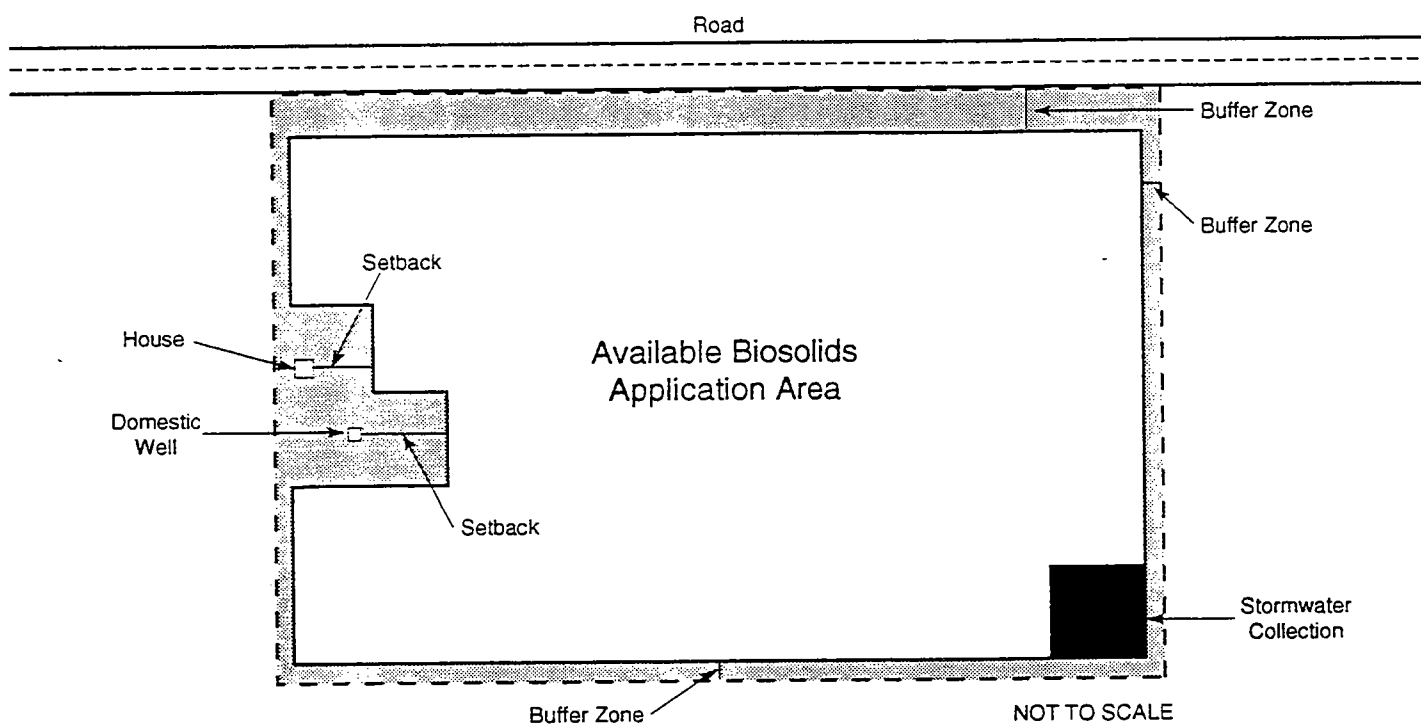 Road
Buffer Zone
Buffer Zone
Setback
House
Available Biosolids
Application Area
Domestic
Well
Setback
Stormwater
Collection
Buffer Zone
NOT TO SCALE